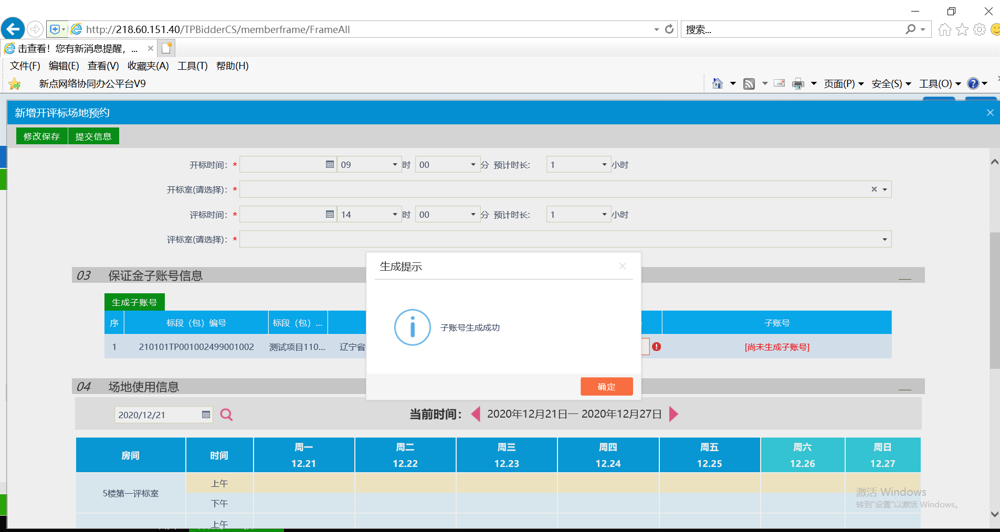 http://218.60.151.40/TPBidderCS/memberframe/FrameAll
搜索...
击查看！您有新消息提醒，...
文件(F) 编辑(E) 查看(V) 收藏夹(A) 工具(T) 帮助(H)
新点网络协同办公平台V9
页面(P) 安全(S) 工具(O)
新增开评标场地预约
修改保存 提交信息
开标时间：* 09 时 00 分 预计时长: 1 小时
开标室(请选择)：*
评标时间：* 14 时 00 分 预计时长: 1 小时
评标室(请选择)：*
生成提示
03 保证金子账号信息
生成子账号
序 标段（包）编号 标段（包）... 子账号
子账号生成成功
1 210101TP001002499001002 测试项目110... 辽宁省 [尚未生成子账号]
确定
04 场地使用信息
2020/12/21 当前时间： 2020年12月21日— 2020年12月27日
房间 时间 周一 周二 周三 周四 周五 周六 周日
12.21 12.22 12.23 12.24 12.25 12.26 12.27
上午
5楼第一评标室
下午
上午
激活 Windows
转到"设置"以激活 Windows。